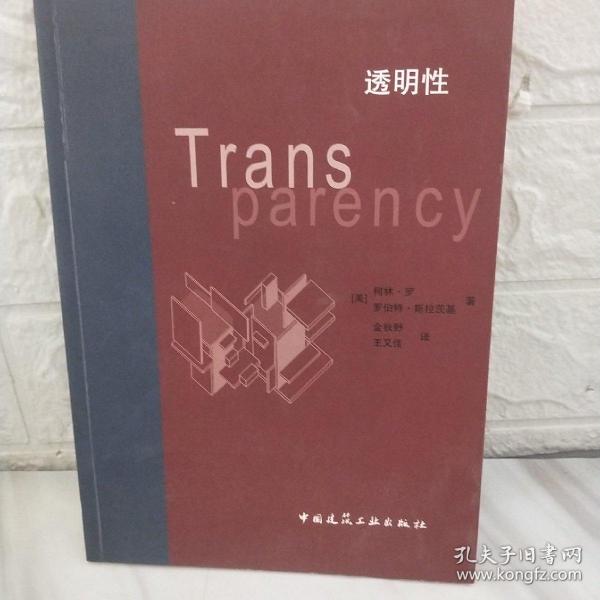 透明性
Trans
parency
[美] 柯林·罗
罗伯特·斯拉茨基 著
金秋野
王又佳 译
中国建筑工业出版社
孔夫子旧书网
www.kongfz.com